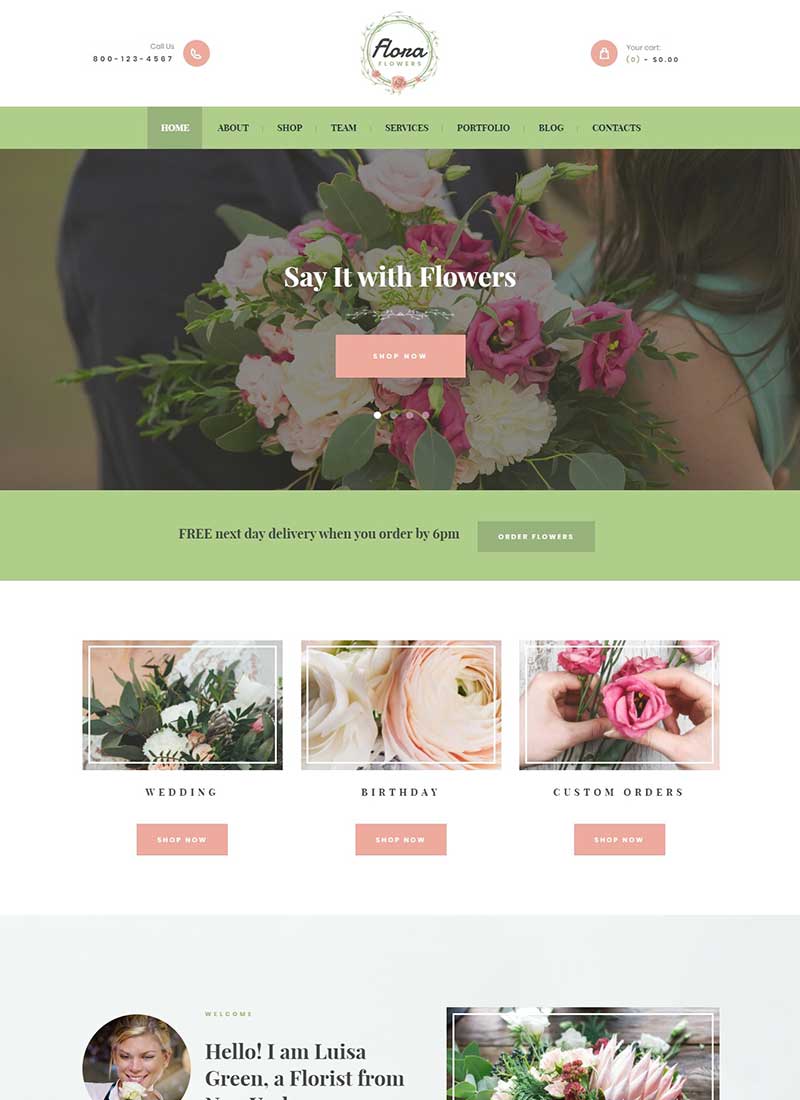 Call Us
800-123-4567
Flora
FLOWERS
Your cart:
(0) - $0.00
HOME
ABOUT
SHOP
TEAM
SERVICES
PORTFOLIO
BLOG
CONTACTS
Say It with Flowers
SHOP NOW
FREE next day delivery when you order by 6pm
ORDER FLOWERS
WEDDING
BIRTHDAY
CUSTOM ORDERS
SHOP NOW
SHOP NOW
SHOP NOW
WELCOME
Hello! I am Luisa
Green, a Florist from